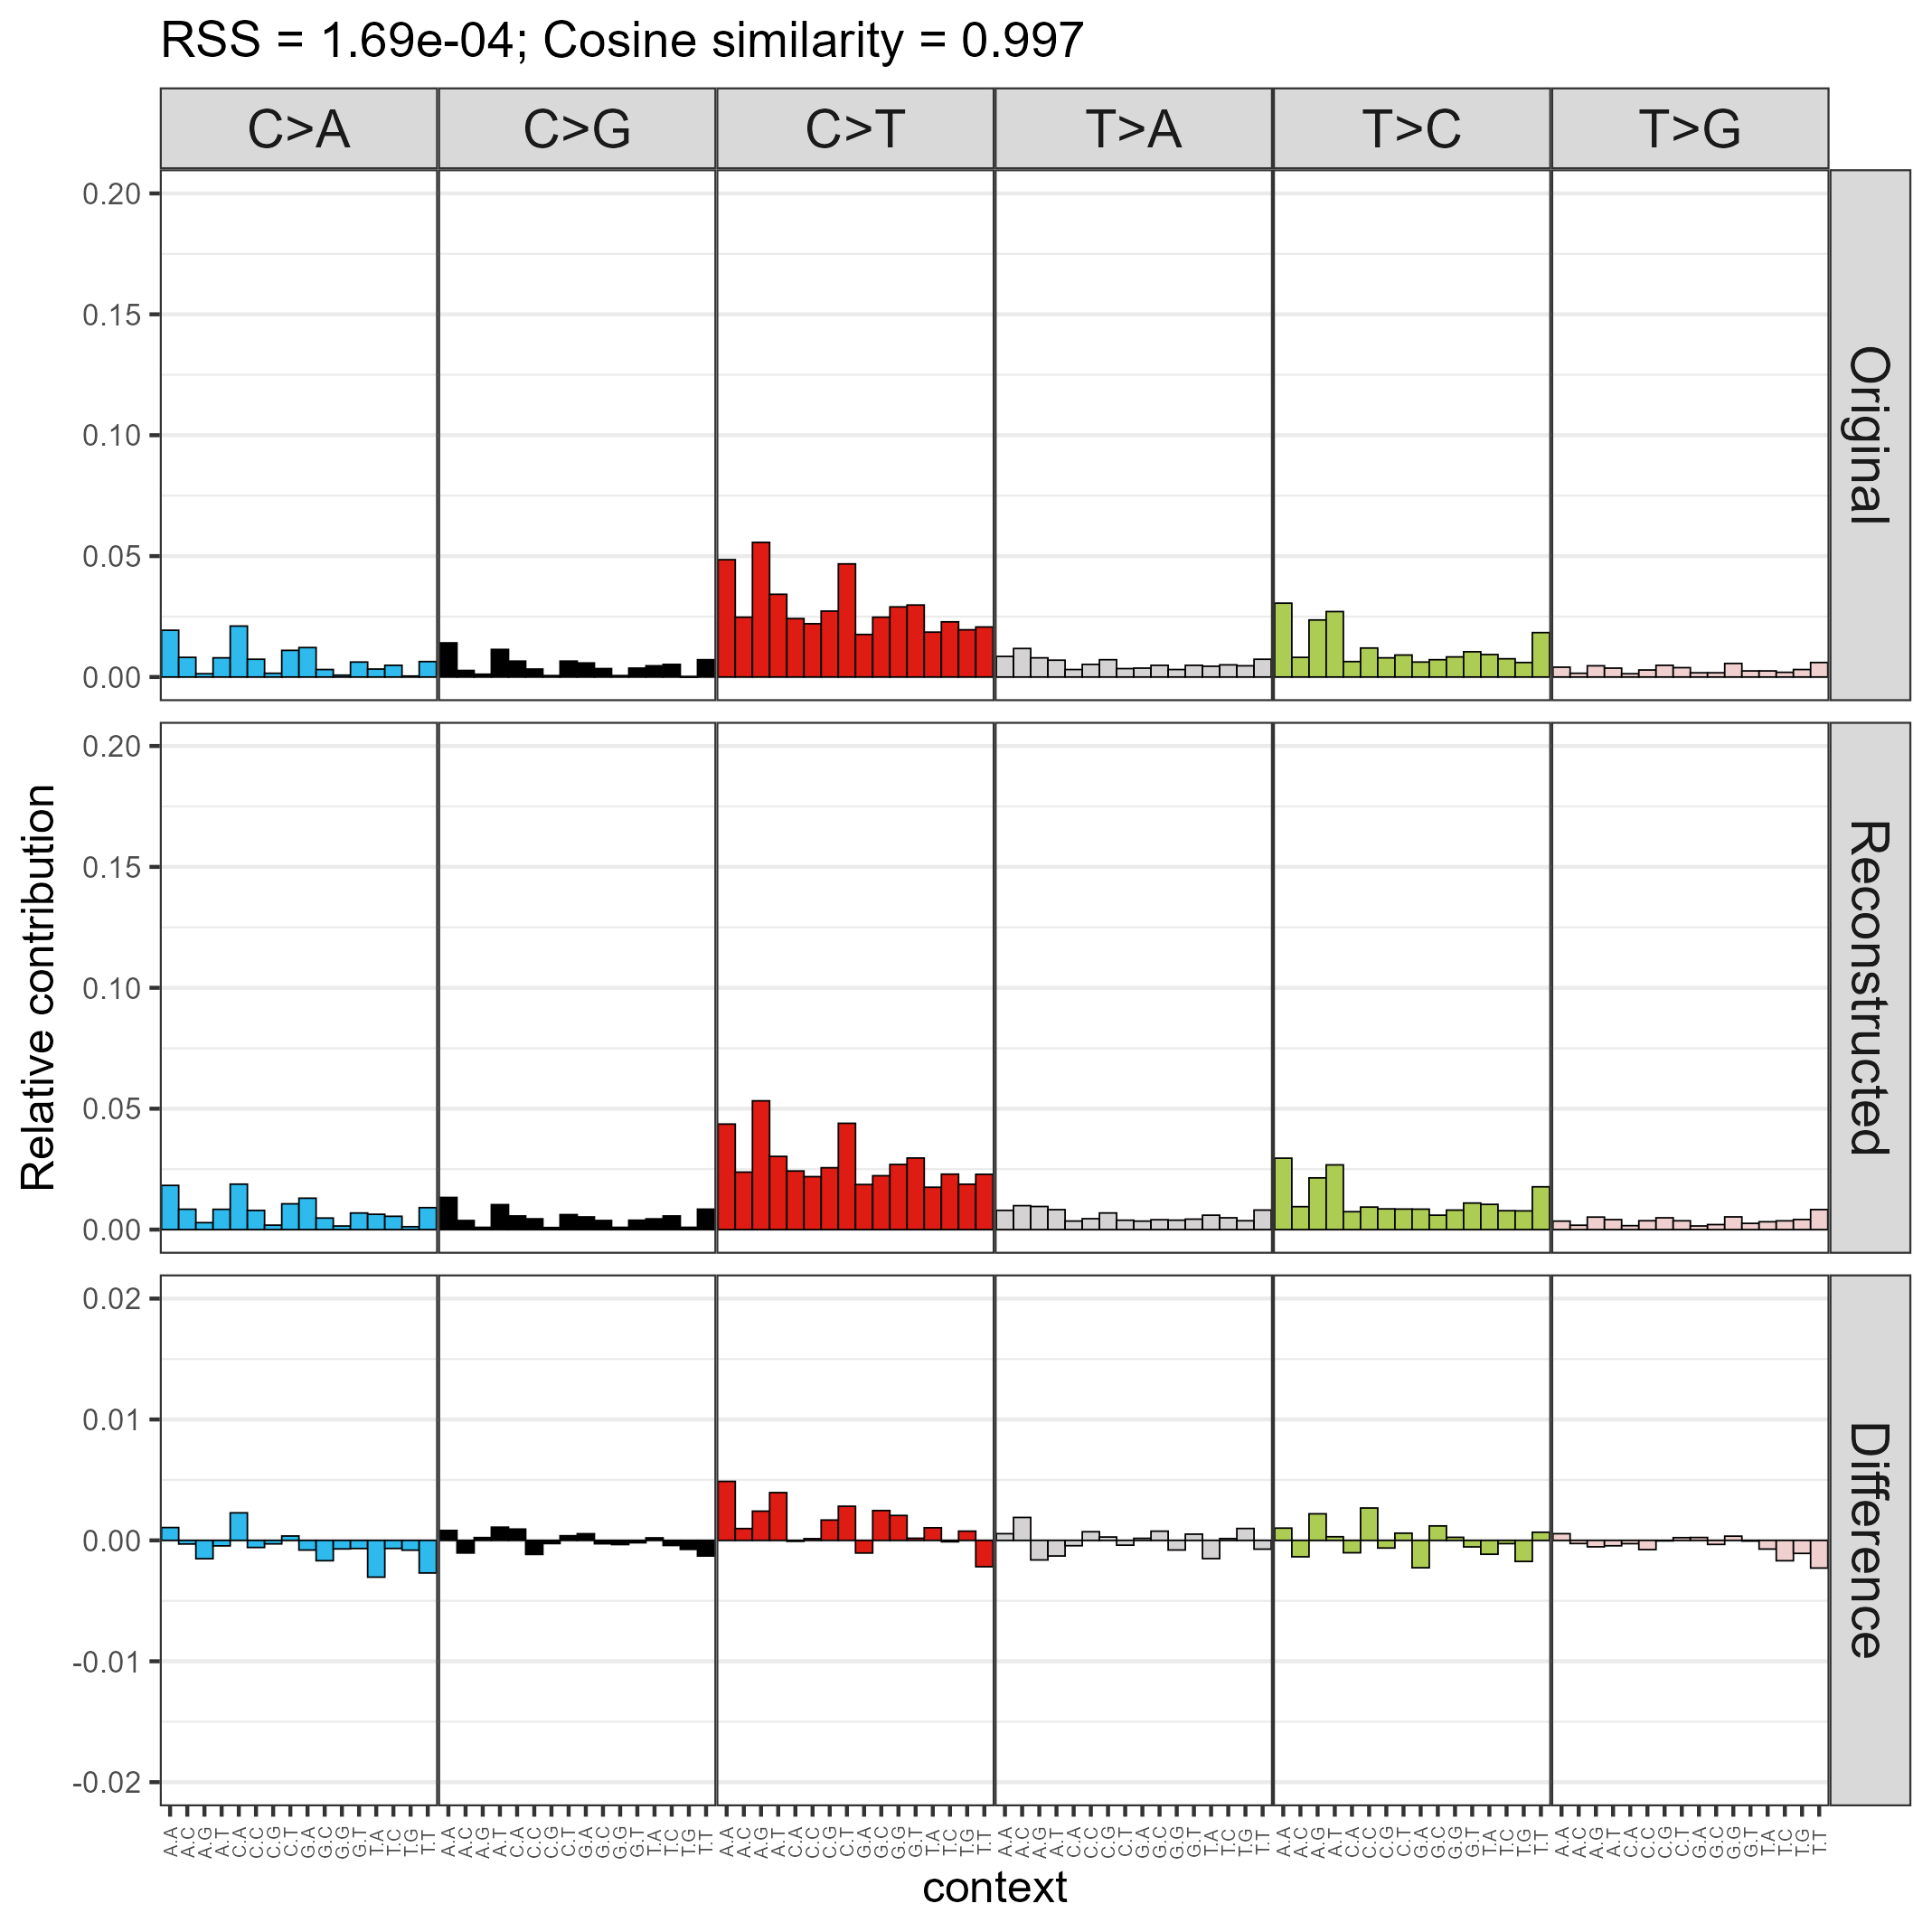 RSS = 1.69e-04; Cosine similarity = 0.997
C>A C>G C>T T>A T>C T>G
0.20
0.15
0.10
0.05
0.00
Original
0.20
0.15
0.10
0.05
0.00
Reconstructed
0.02
0.01
0.00
-0.01
-0.02
Difference
Relative contribution
A.A A.C A.G A.T C.A C.C C.G C.T G.A G.C G.G G.T T.A T.C T.G T.T A.A A.C A.G A.T C.A C.C C.G C.T G.A G.C G.G G.T T.A T.C T.G T.T A.A A.C A.G A.T C.A C.C C.G C.T G.A G.C G.G G.T T.A T.C T.G T.T A.A A.C A.G A.T C.A C.C C.G C.T G.A G.C G.G G.T T.A T.C T.G T.T A.A A.C A.G A.T C.A C.C C.G C.T G.A G.C G.G G.T T.A T.C T.G T.T A.A A.C A.G A.T C.A C.C C.G C.T G.A G.C G.G G.T T.A T.C T.G T.T
context